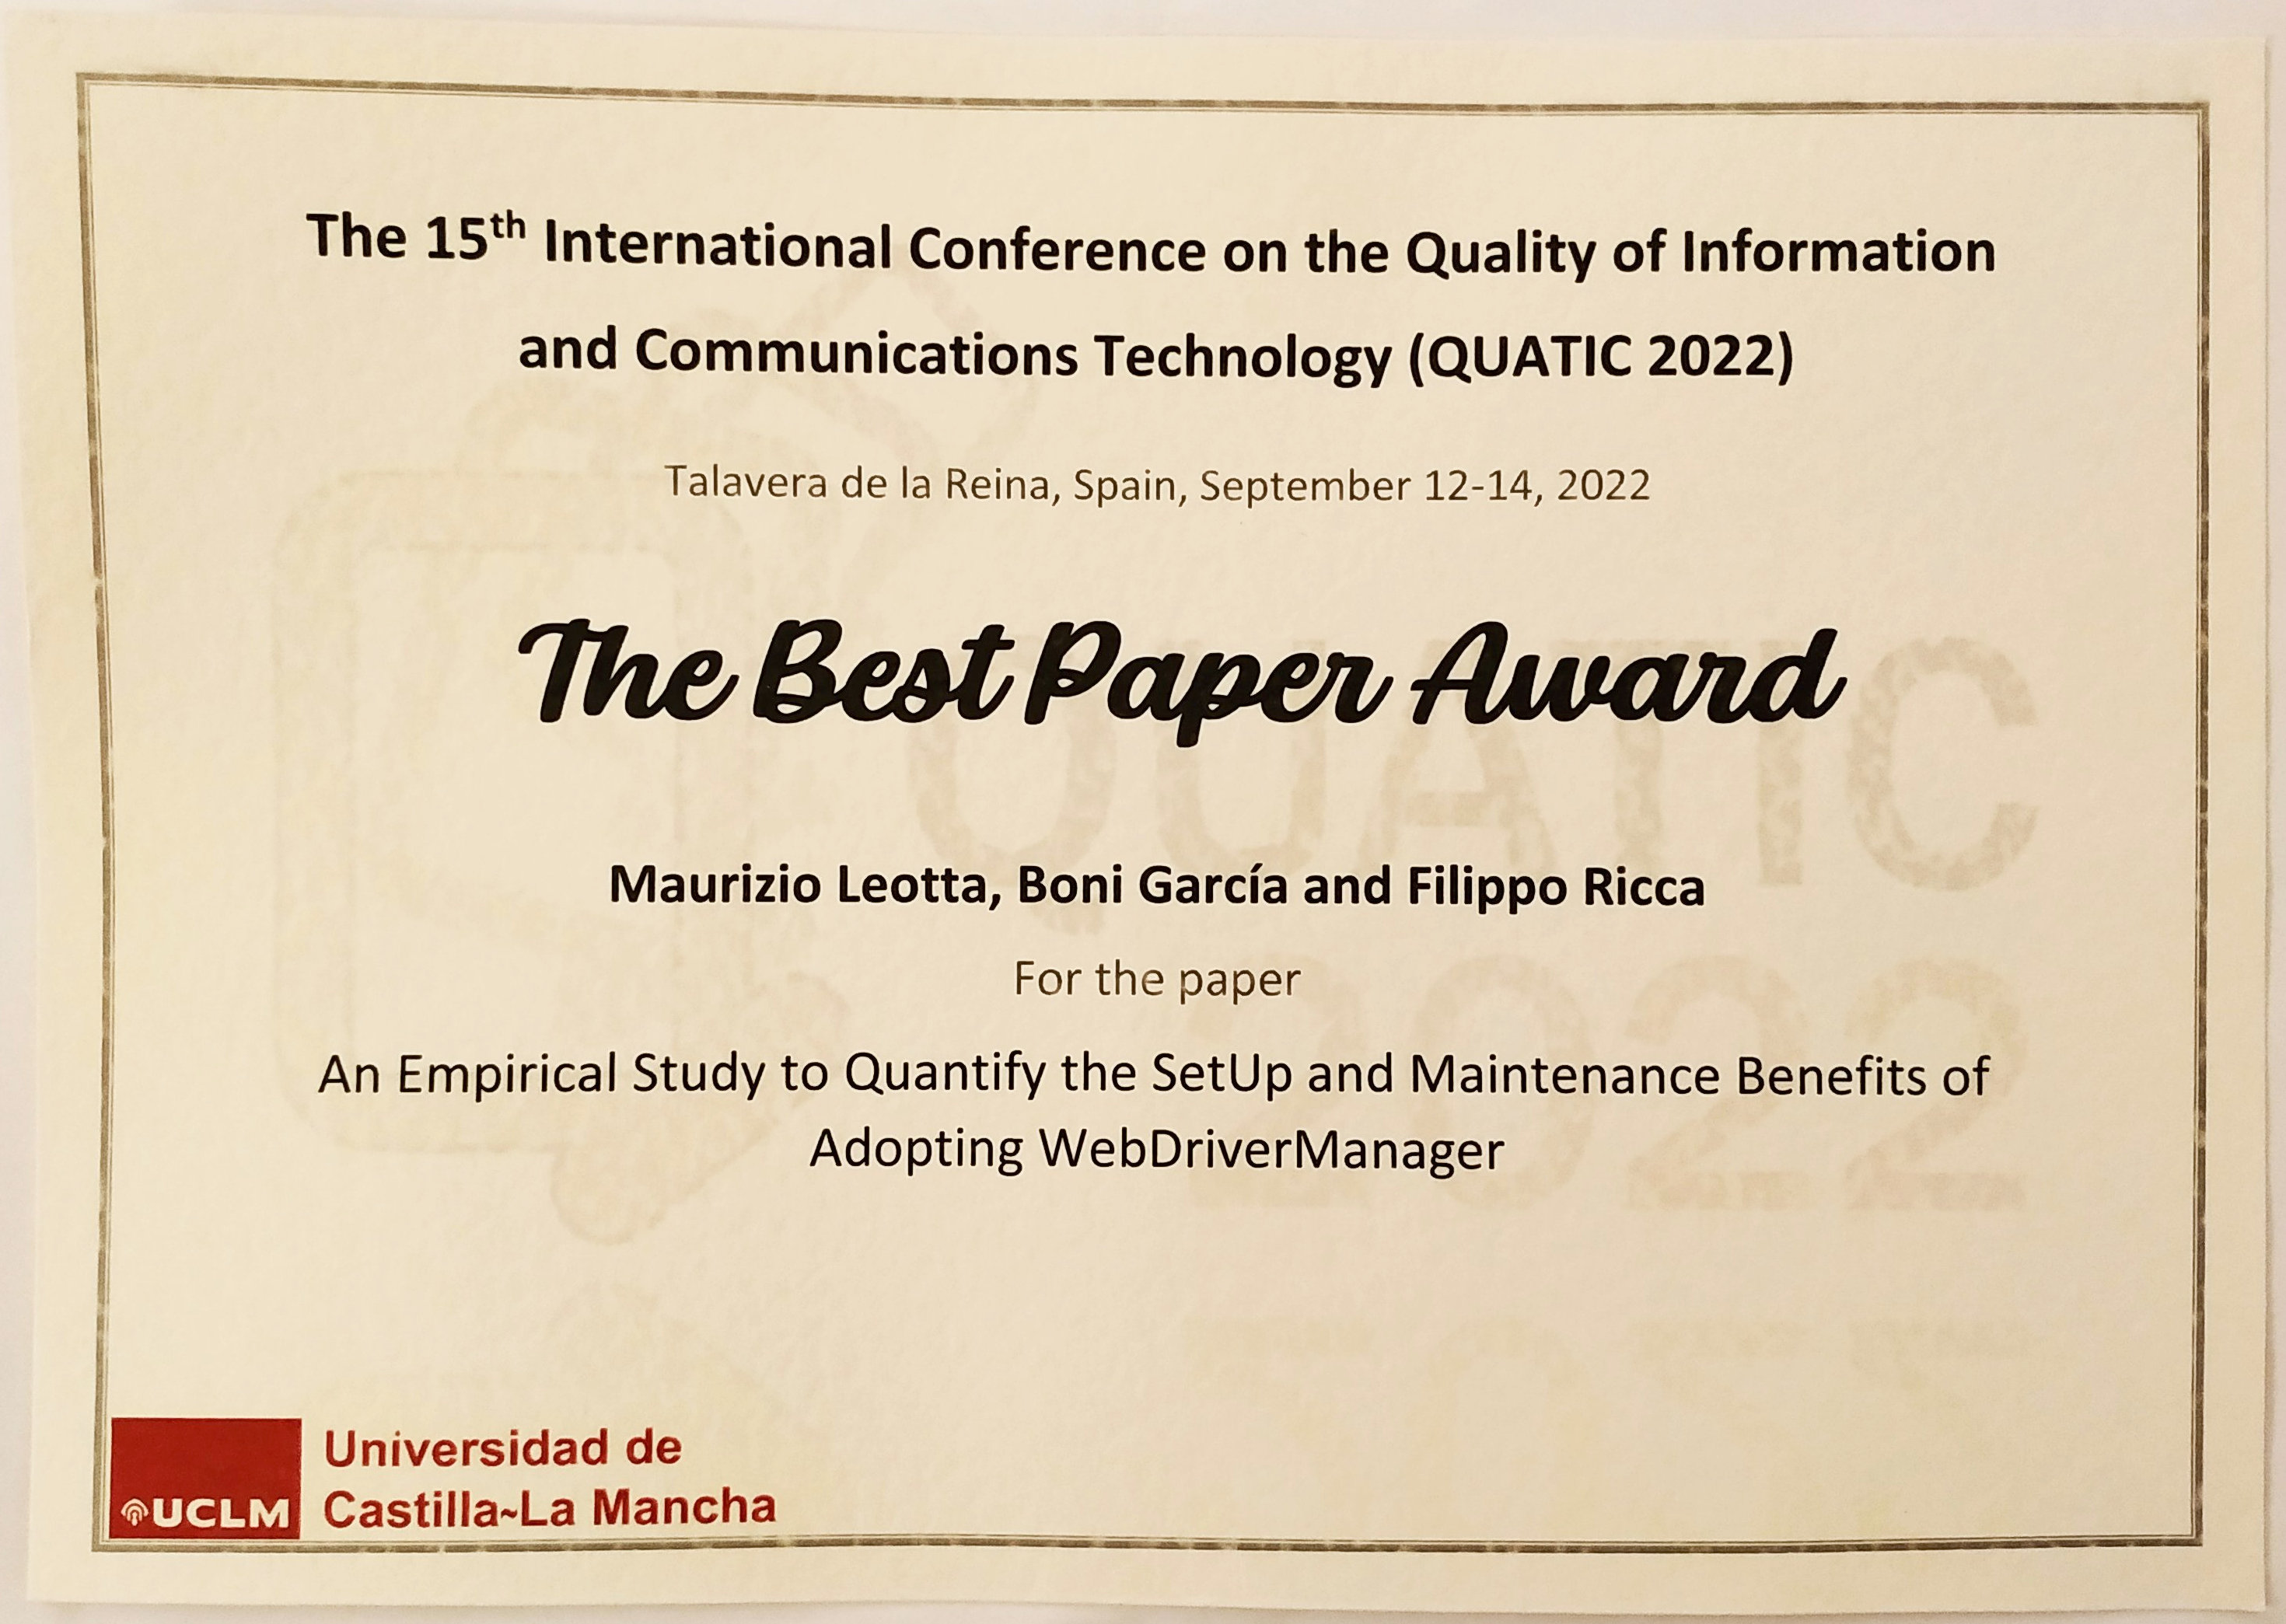 The 15th International Conference on the Quality of Information
and Communications Technology (QUATIC 2022)
Talavera de la Reina, Spain, September 12-14, 2022
The Best Paper Award
QUATIC
2022
Maurizio Leotta, Boni García and Filippo Ricca
For the paper
An Empirical Study to Quantify the SetUp and Maintenance Benefits of
Adopting WebDriverManager
UCLM
Universidad de
Castilla~La Mancha